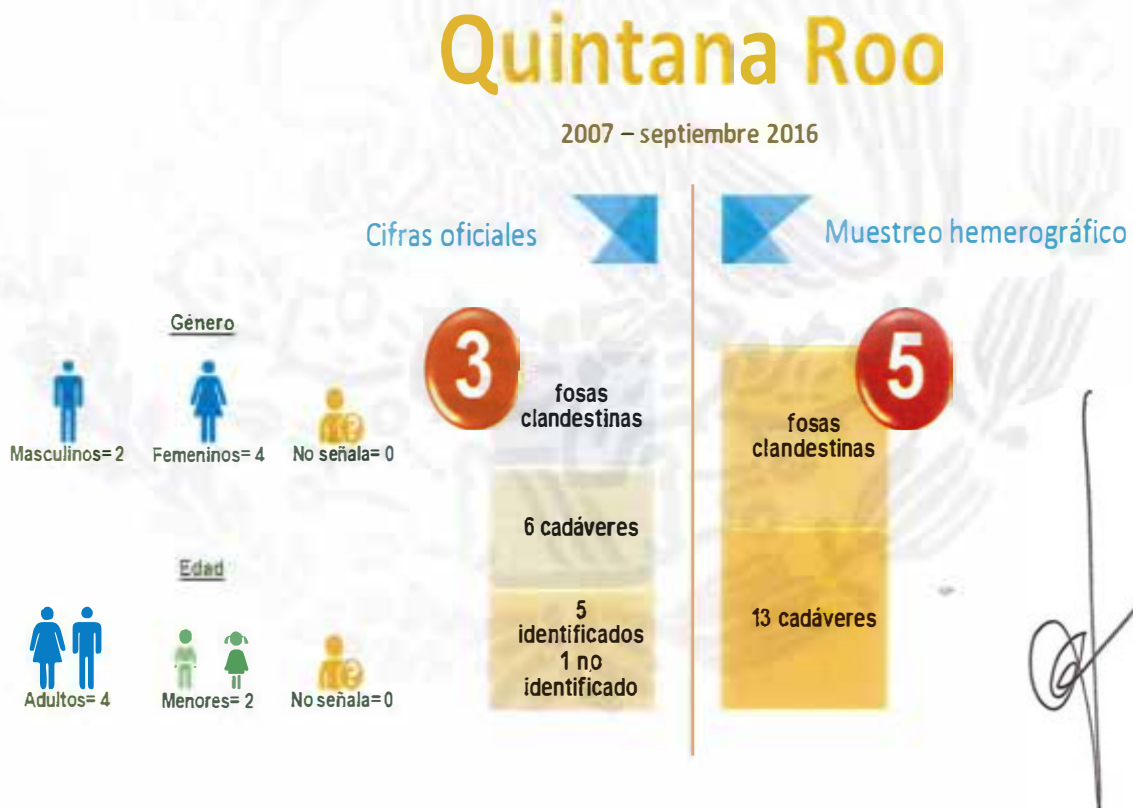 Quintana Roo
2007 – septiembre 2016
Cifras oficiales
Muestreo hemerográfico
Género
Masculinos= 2
Femeninos= 4
No señala= 0
Edad
Adultos= 4
Menores= 2
No señala=0
3
fosas
clandestinas
6 cadáveres
5
identificados
1 no
identificado
5
fosas
clandestinas
13 cadáveres